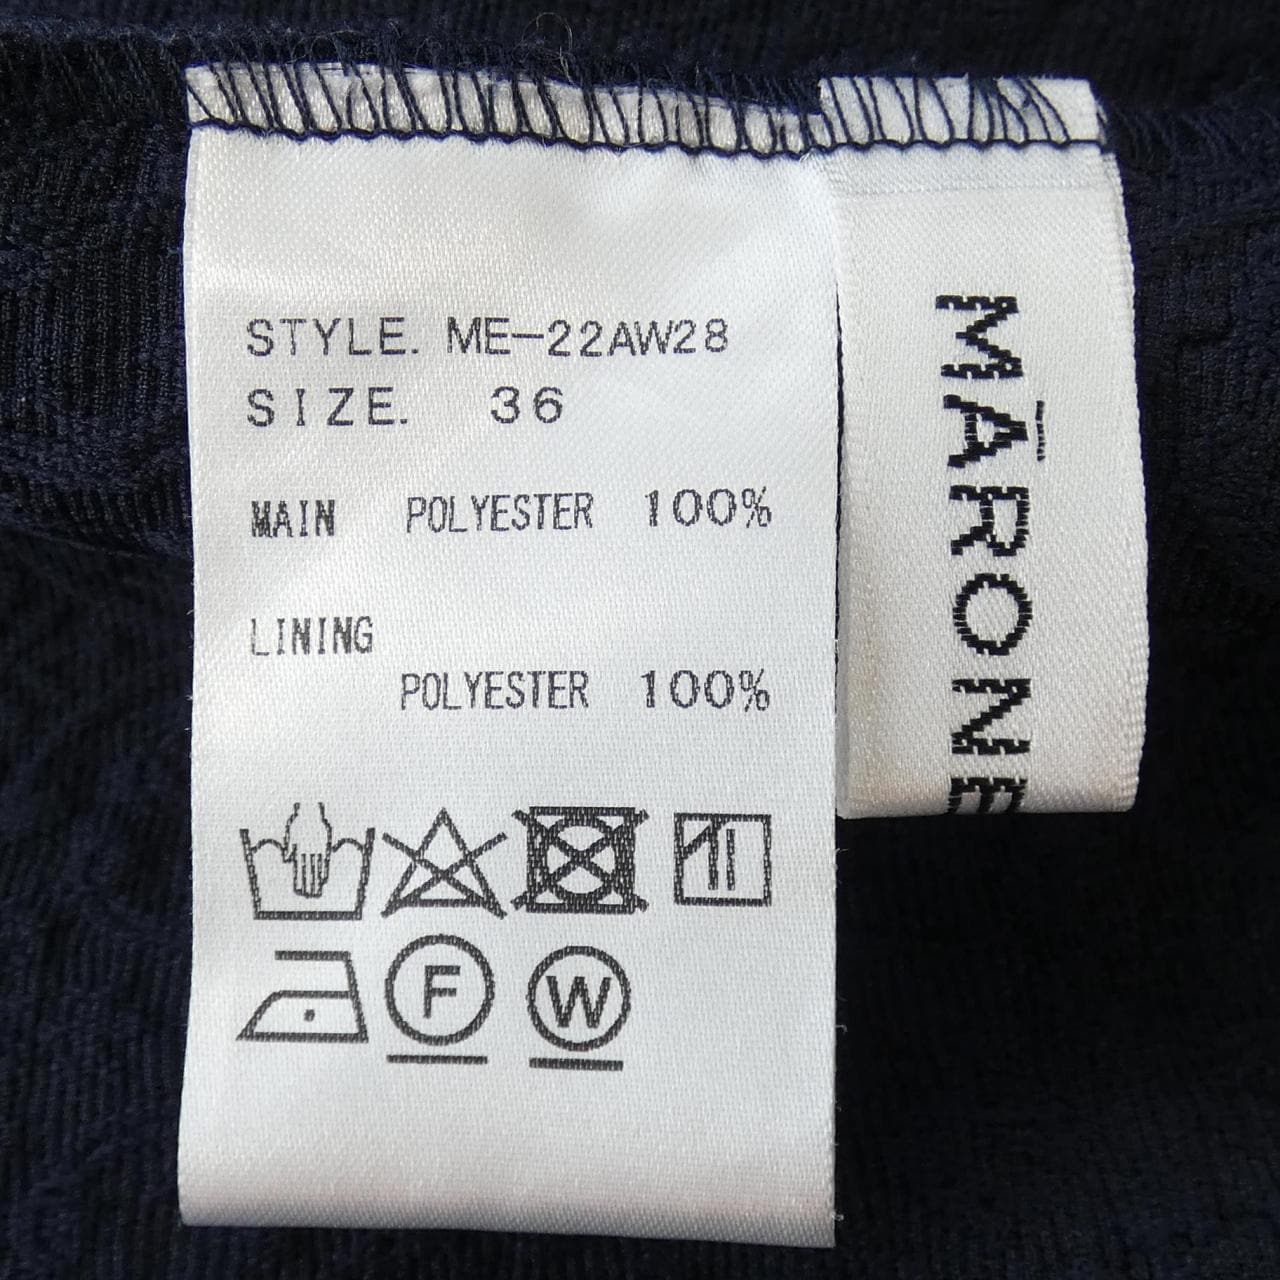 STYLE. ME-22AW28
SIZE. 36
MAIN POLYESTER 100%
LINING
POLYESTER 100%
F W
MĀRONE